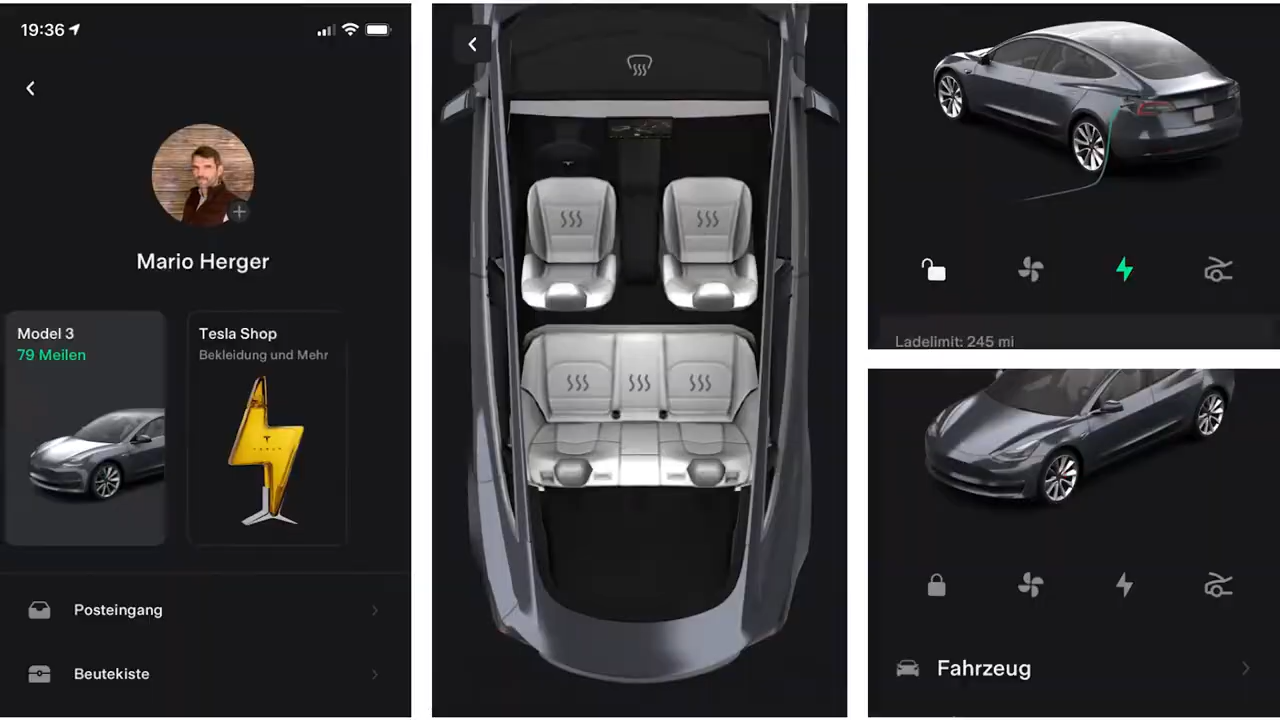 19:36
Mario Herger
Model 3
79 Meilen
Tesla Shop
Bekleidung und Mehr
TESLA
Posteingang
Beutekiste
Ladelimit: 245 mi
Fahrzeug